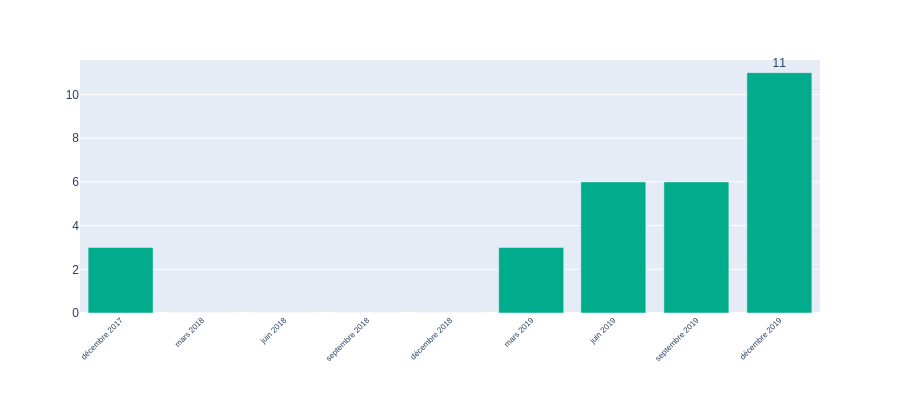 11
10
8
6
4
2
0
décembre 2017
mars 2018
juin 2018
septembre 2018
décembre 2018
mars 2019
juin 2019
septembre 2019
décembre 2019